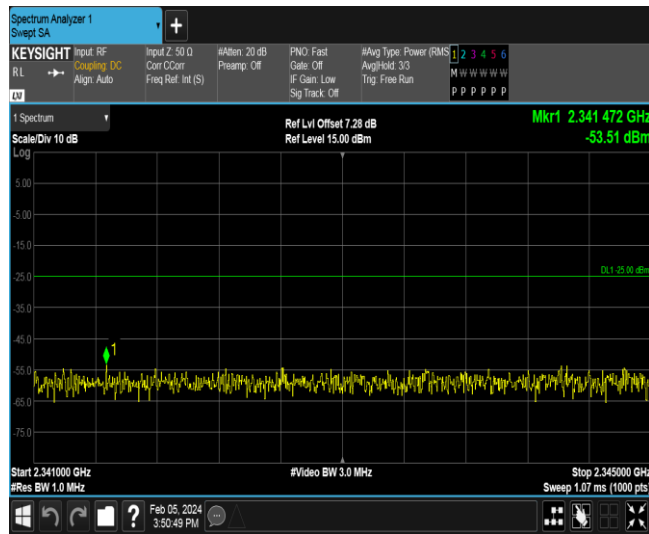 Spectrum Analyzer 1
Swept SA
+
KEYSIGHT
RL
LXI
Input: RF
Coupling: DC
Align: Auto
Input Z: 50 Ω
Corr CCorr
Freq Ref: Int (S)
#Atten: 20 dB
Preamp: Off
PNO: Fast
Gate: Off
IF Gain: Low
Sig Track: Off
#Avg Type: Power (RMS
Avg|Hold: 3/3
Trig: Free Run
1 2 3 4 5 6
M W W W W W
P P P P P P
1 Spectrum
Scale/Div 10 dB
Ref Lvl Offset 7.28 dB
Ref Level 15.00 dBm
Mkr1 2.341 472 GHz
-53.51 dBm
Log
5.00
-5.00
-15.0
-25.0
-35.0
-45.0
-55.0
-65.0
-75.0
DL1 -25.00 dBm
1
Start 2.341000 GHz
#Res BW 1.0 MHz
#Video BW 3.0 MHz
Stop 2.345000 GHz
Sweep 1.07 ms (1000 pts)
?
Feb 05, 2024
3:50:49 PM